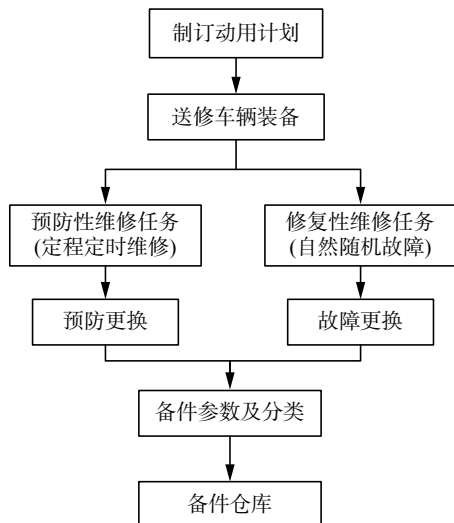 制订动用计划
送修车辆装备
预防性维修任务
(定程定时维修)
修复性维修任务
(自然随机故障)
预防更换
故障更换
备件参数及分类
备件仓库